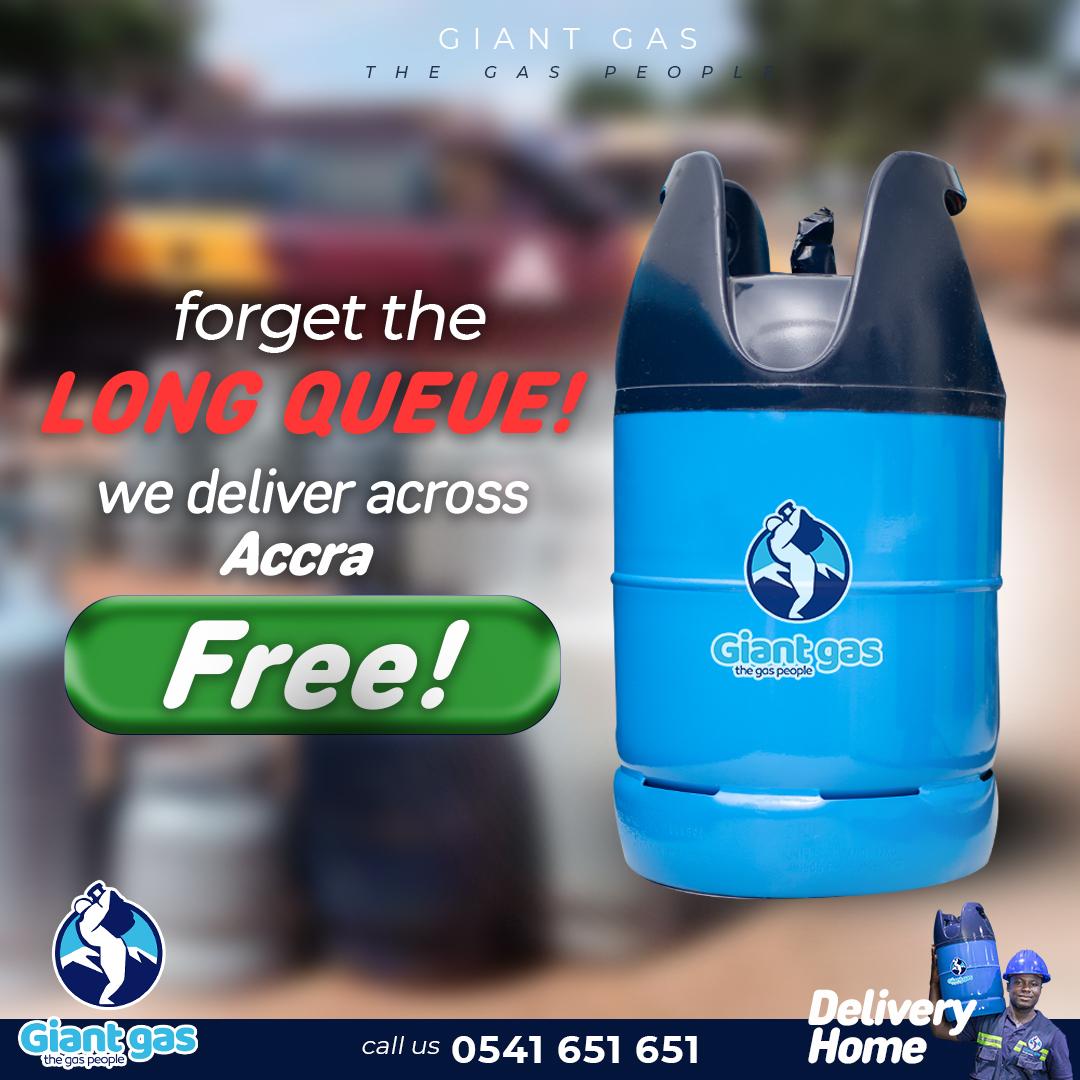 GIANT GAS
THE GAS PEOPLE
forget the
LONG QUEUE!
we deliver across
Accra
Free!
Giant gas
the gas people
Giant gas
the gas people
call us 0541 651 651
Delivery
Home